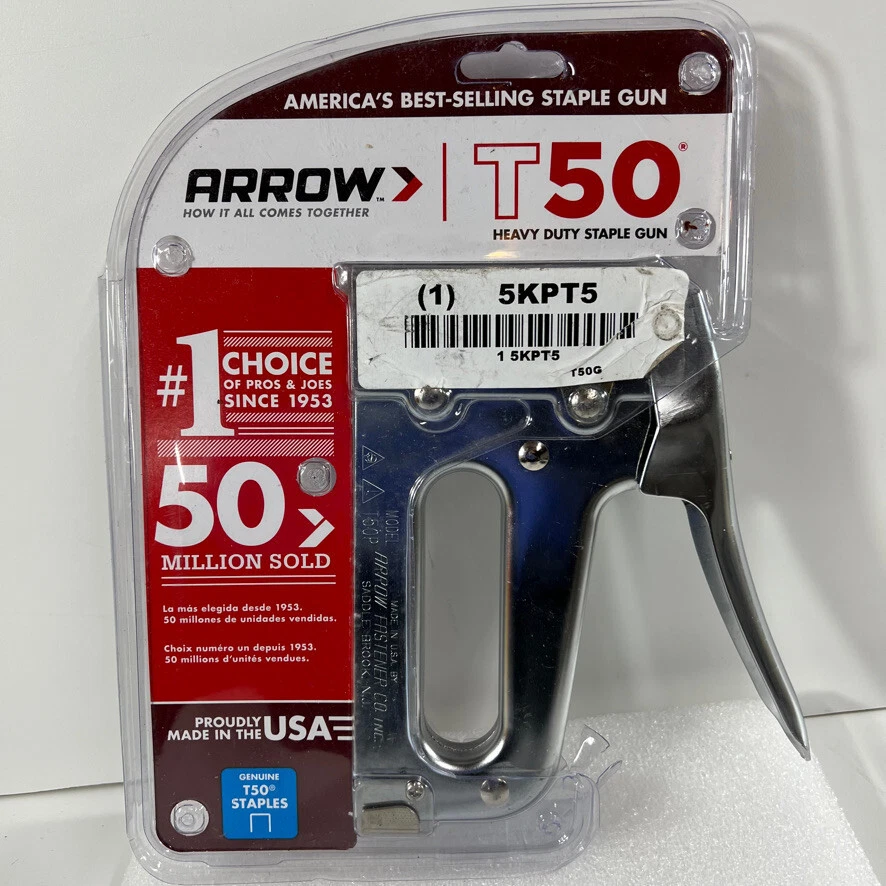 AMERICA'S BEST-SELLING STAPLE GUN
ARROW™
HOW IT ALL COMES TOGETHER
T50®
HEAVY DUTY STAPLE GUN
(1) 5KPT5
1 5KPT5
T50G
#1 CHOICE
OF PROS & JOES
SINCE 1953
50
MILLION SOLD
La más elegida desde 1953.
50 millones de unidades vendidas.
Choix numéro un depuis 1953.
50 millions d'unités vendues.
PROUDLY
MADE IN THE USA
GENUINE
T50®
STAPLES
MODEL
MADE IN U.S.A. BY
ARROW FASTENER CO. INC.
SADDLE BROOK N.J.